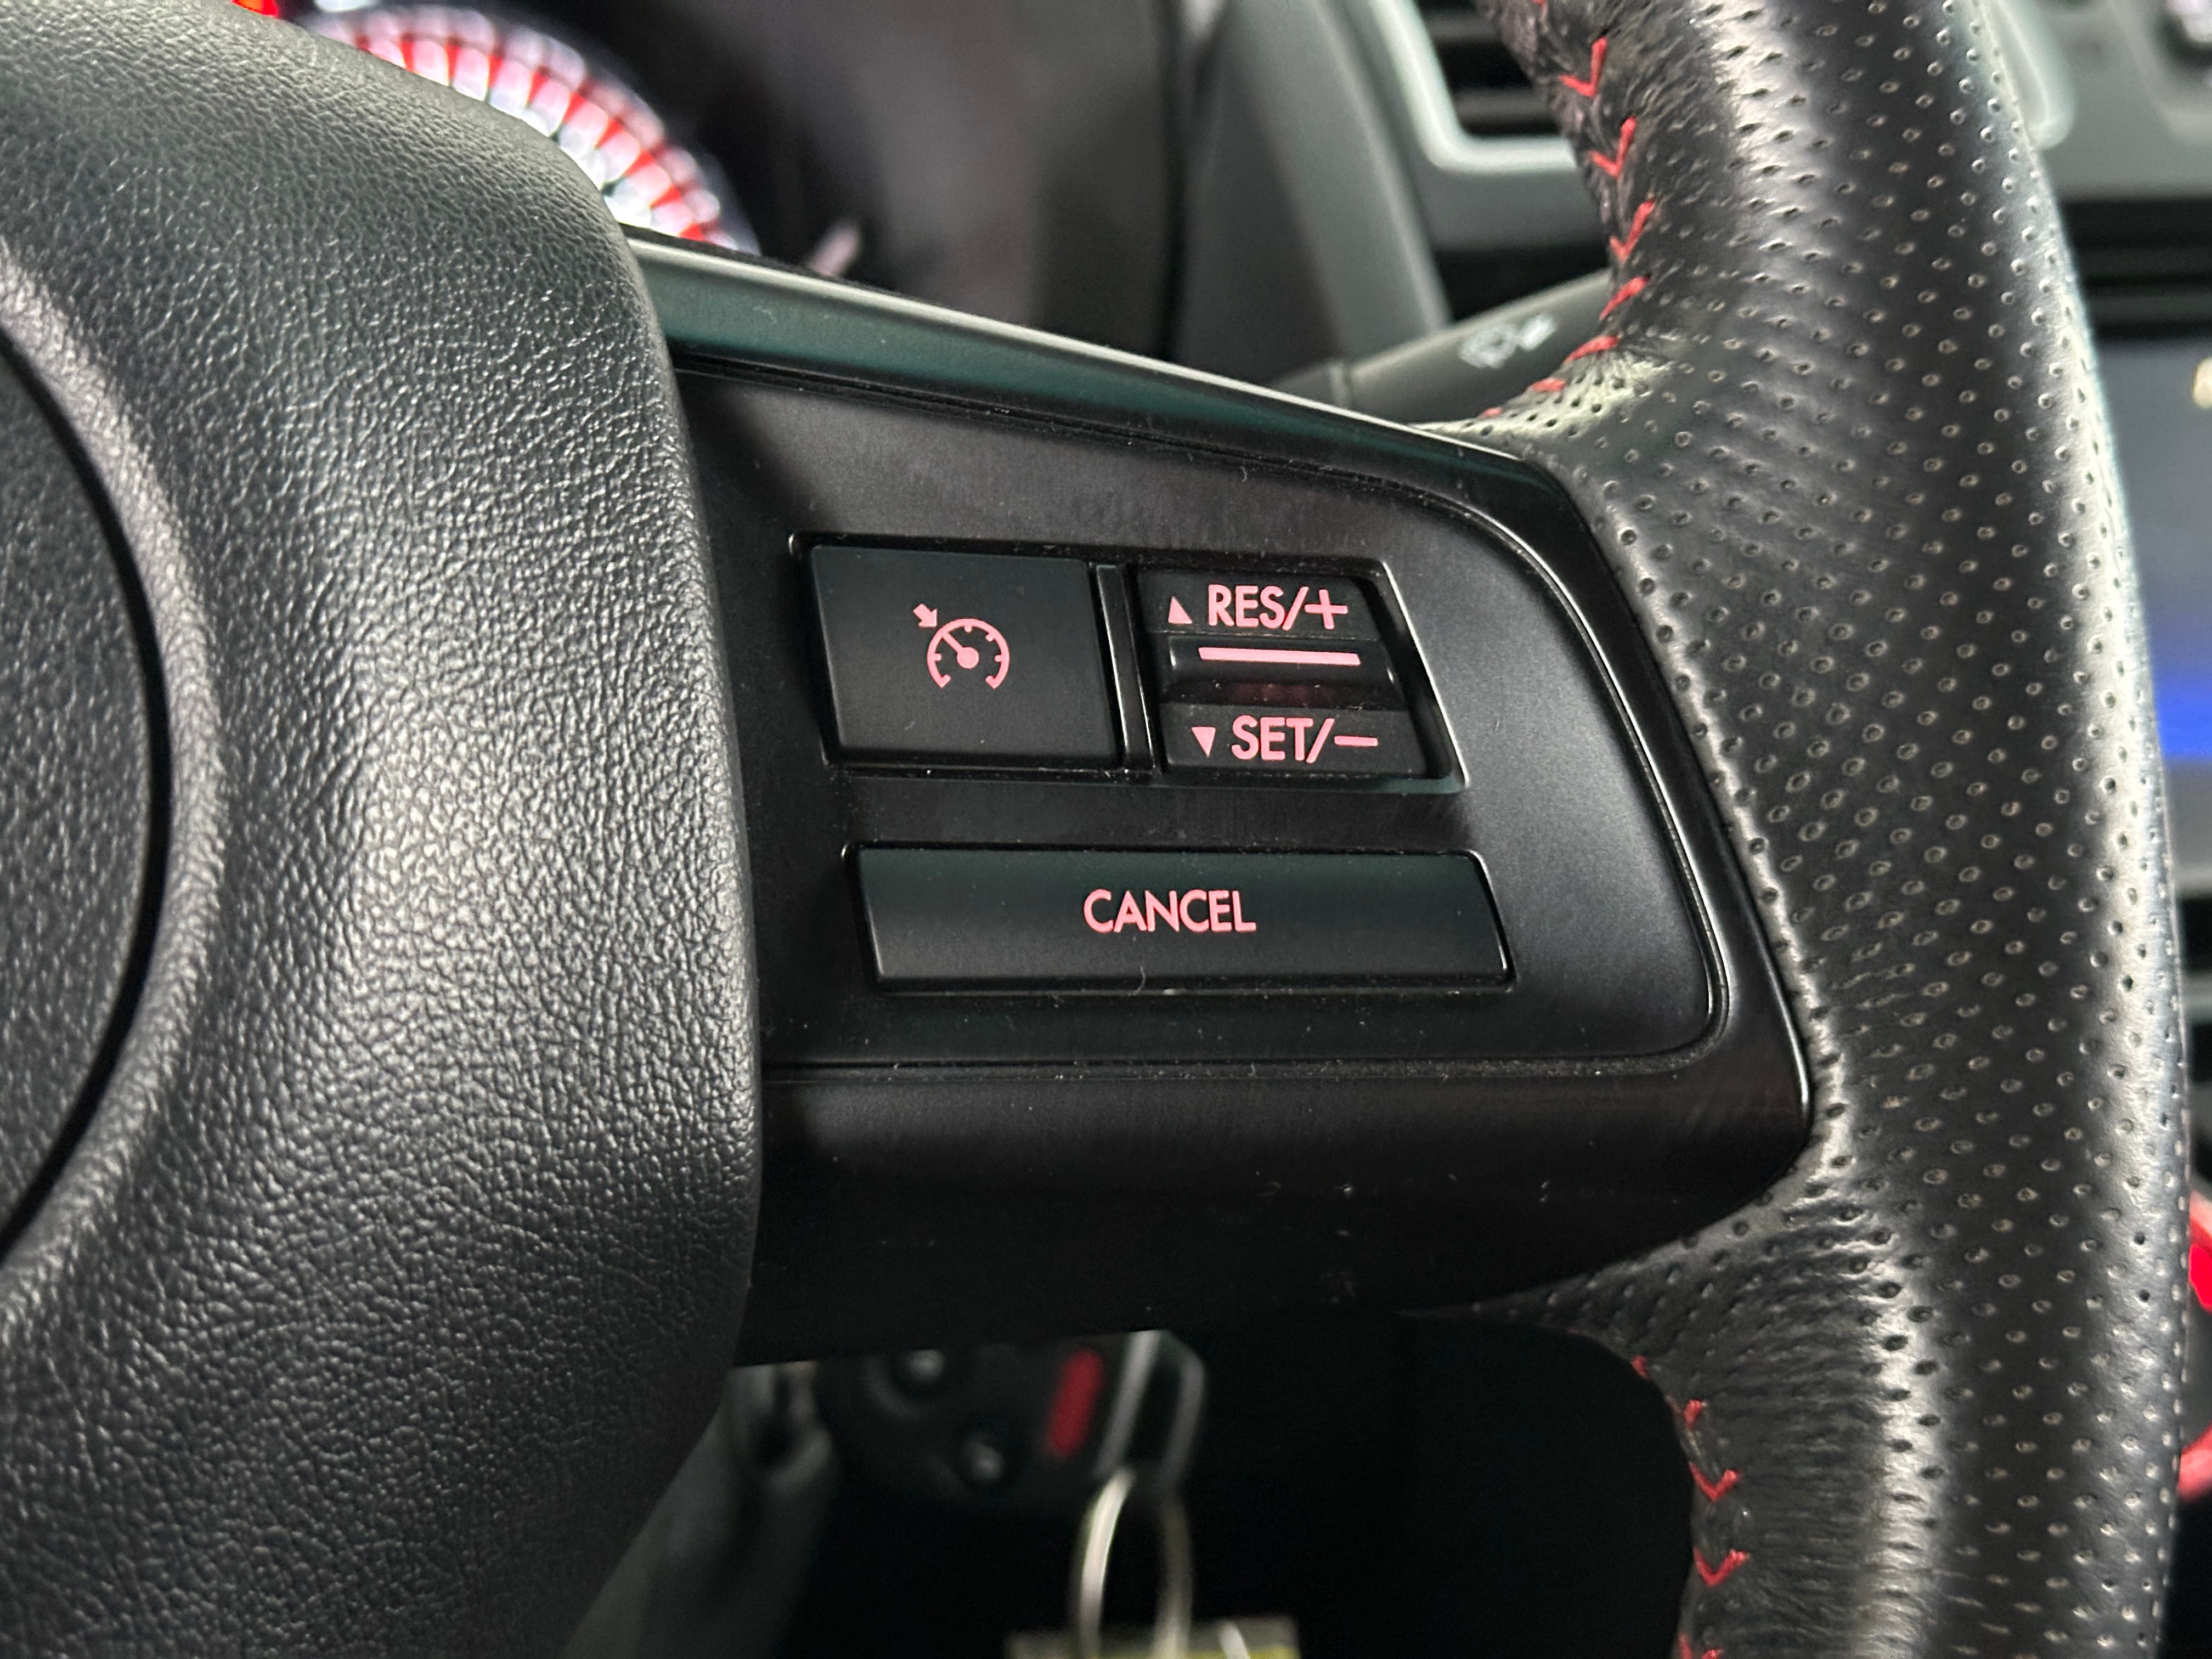 ▲ RES/+
▼ SET/−
CANCEL